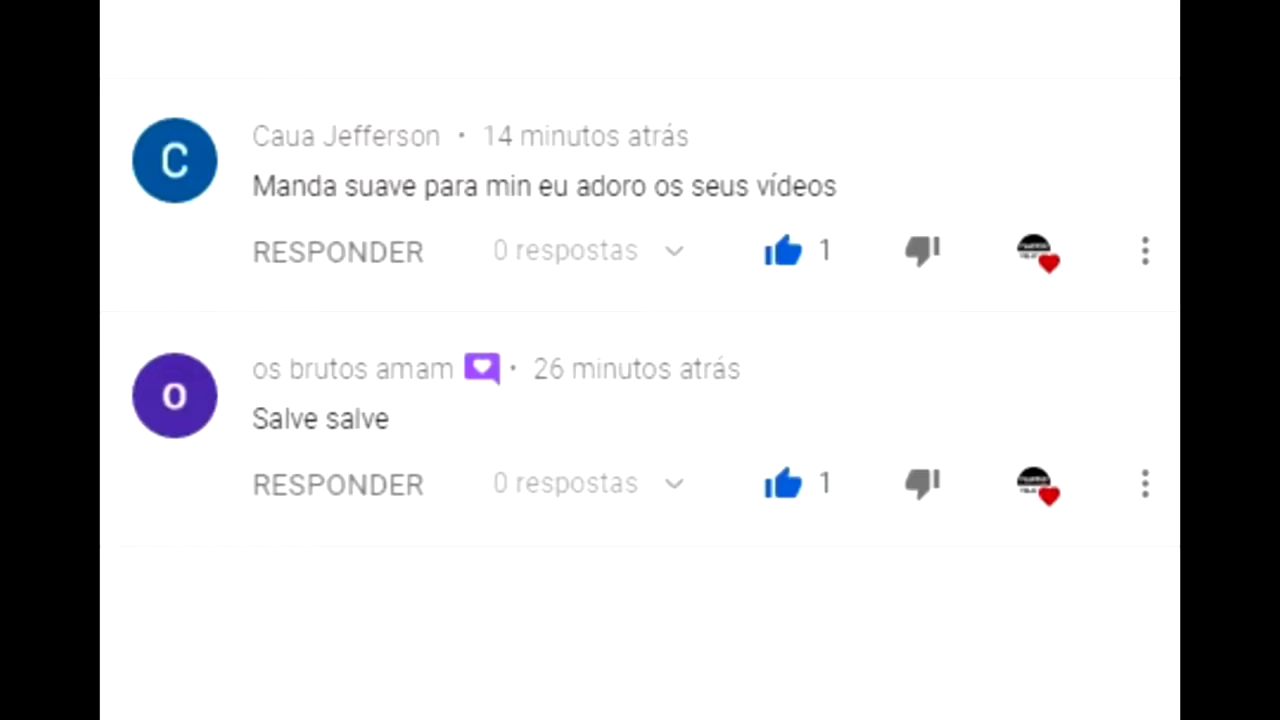 C
Caua Jefferson • 14 minutos atrás
Manda suave para min eu adoro os seus vídeos
RESPONDER 0 respostas 1
o
os brutos amam • 26 minutos atrás
Salve salve
RESPONDER 0 respostas 1